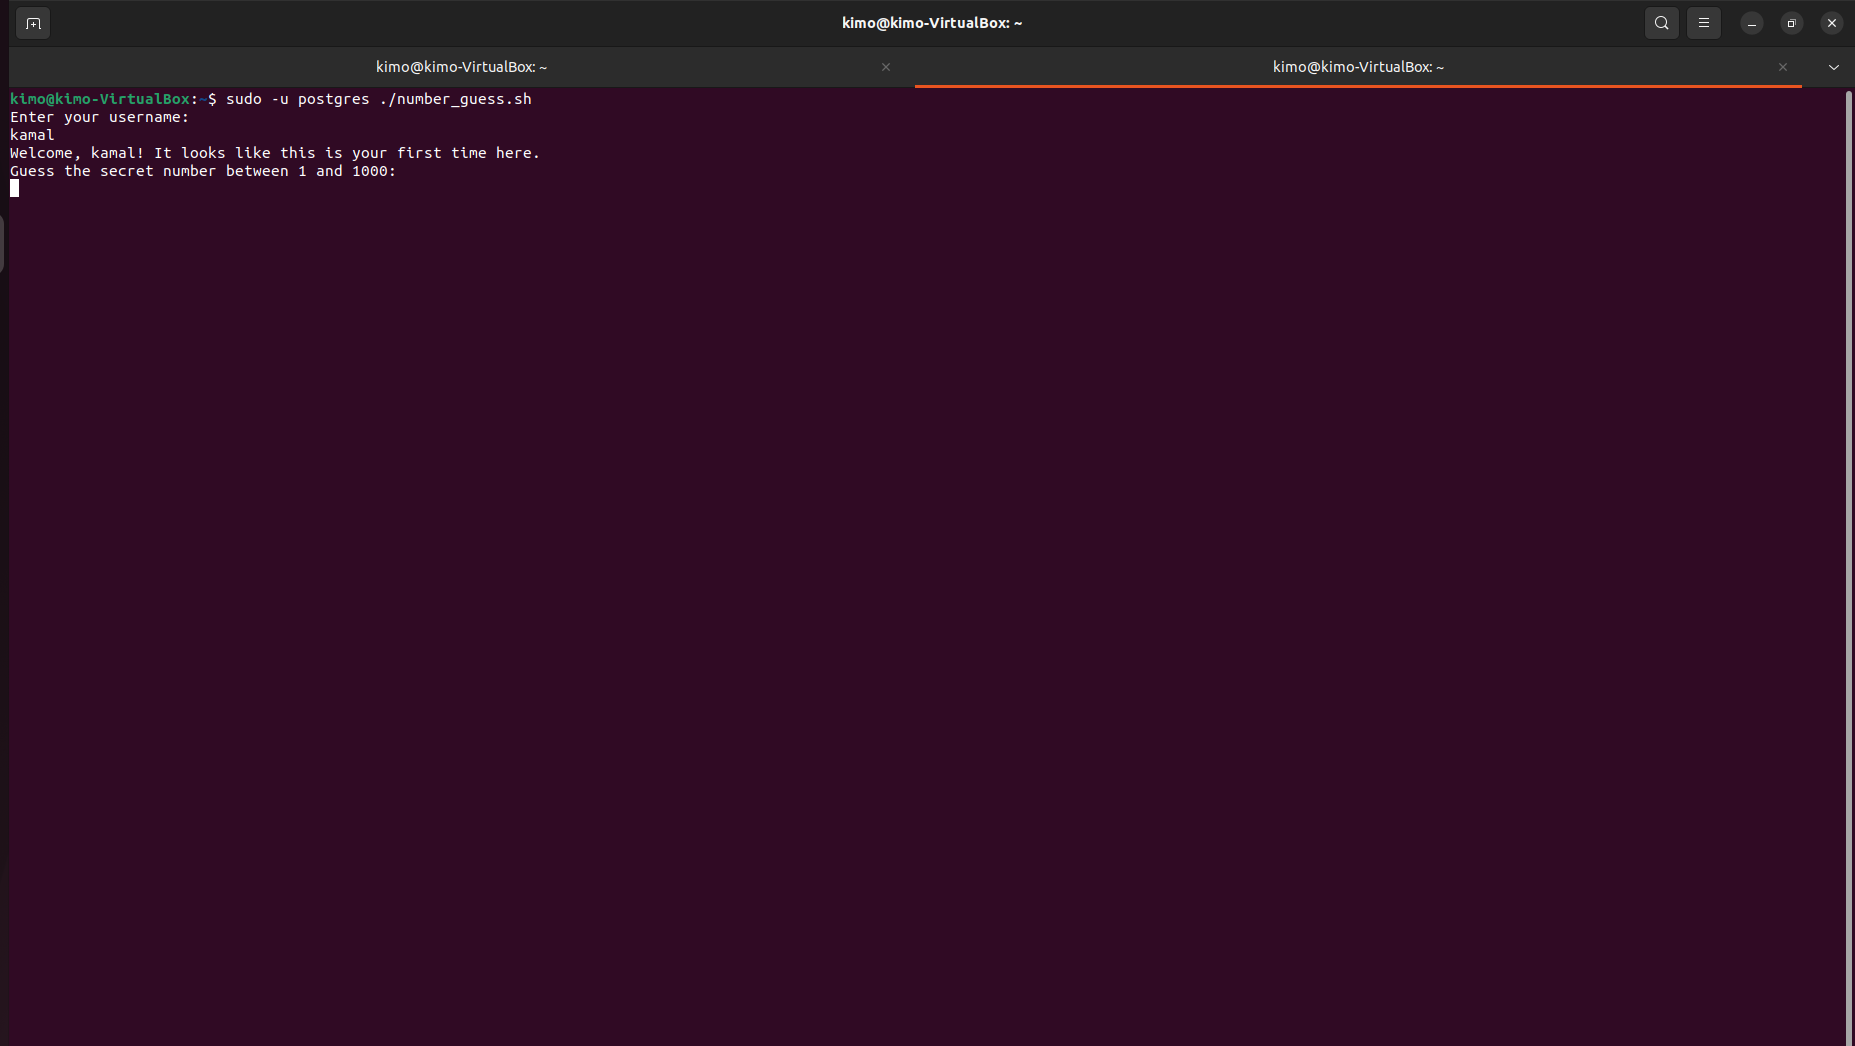 kimo@kimo-VirtualBox: ~
kimo@kimo-VirtualBox: ~
kimo@kimo-VirtualBox: ~
kimo@kimo-VirtualBox:~$ sudo -u postgres ./number_guess.sh
Enter your username:
kamal
Welcome, kamal! It looks like this is your first time here.
Guess the secret number between 1 and 1000: